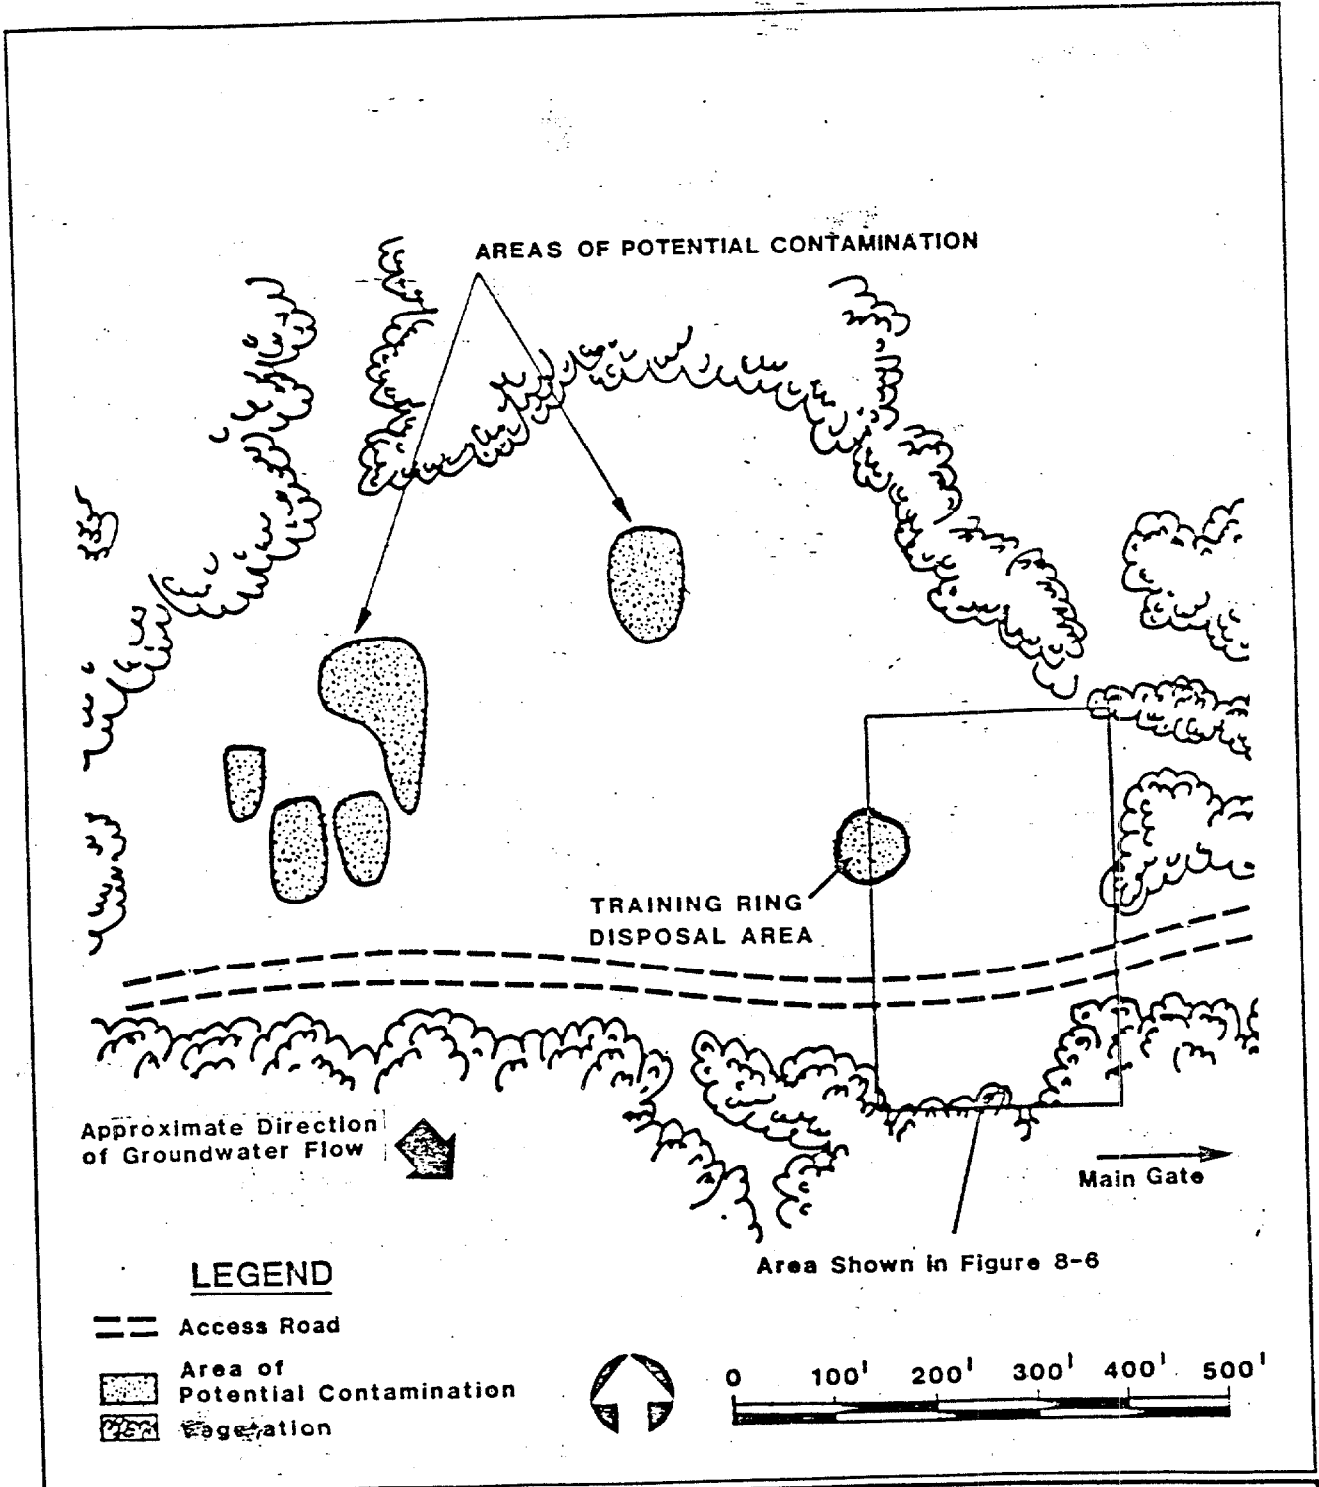 AREAS OF POTENTIAL CONTAMINATION
TRAINING RING
DISPOSAL AREA
Approximate Direction
of Groundwater Flow
Main Gate
Area Shown in Figure 8-6
LEGEND
Access Road
Area of
Potential Contamination
Vegetation
0 100' 200' 300' 400' 500'